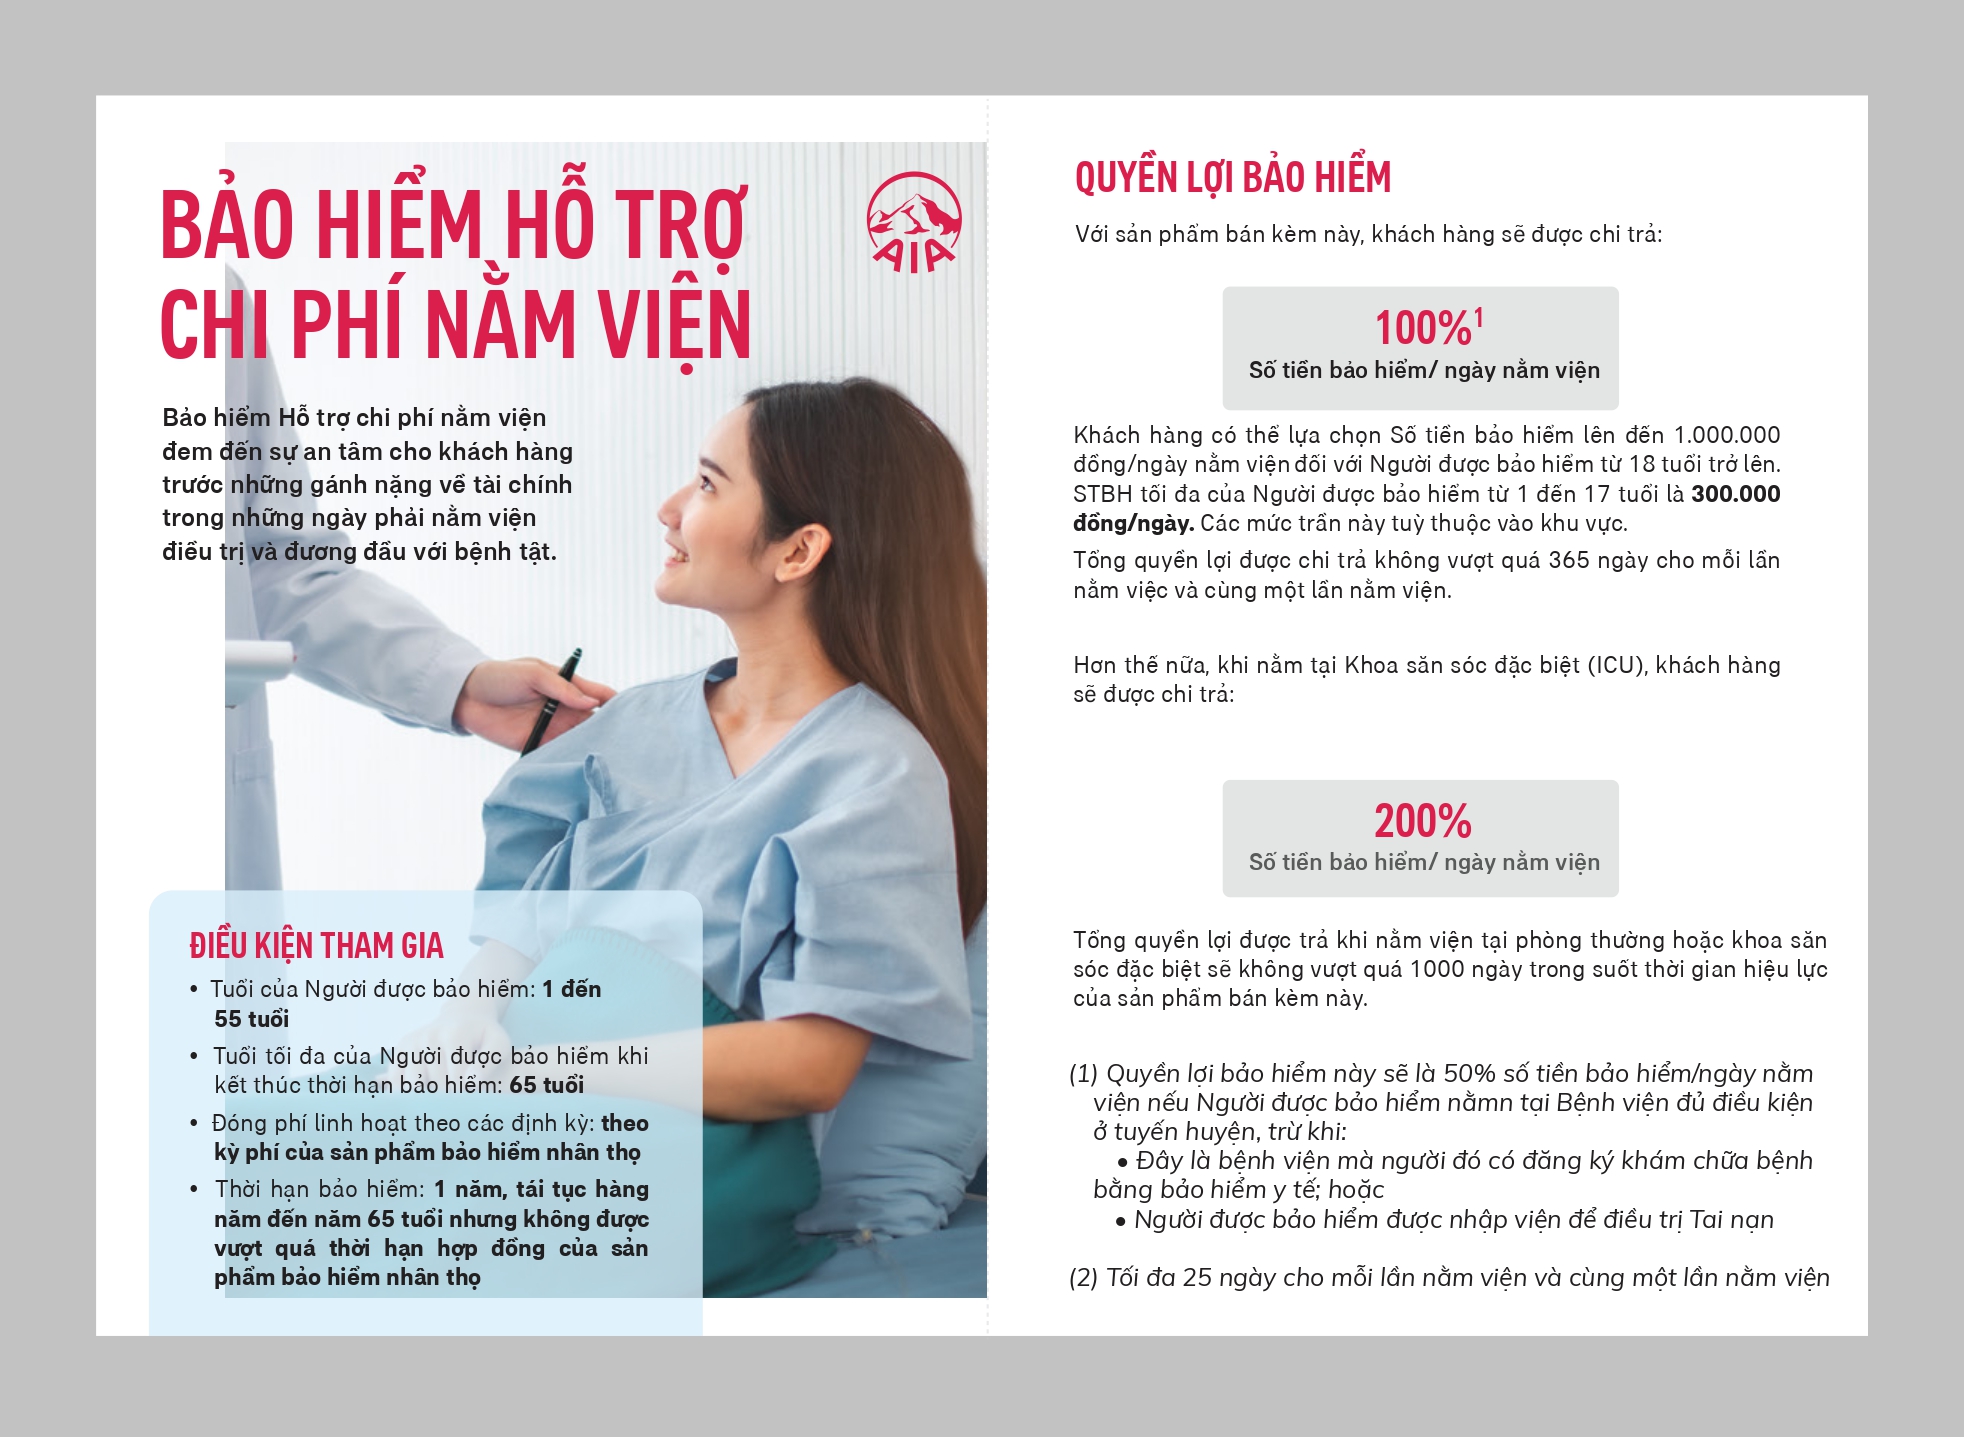 BẢO HIỂM HỖ TRỢ
CHI PHÍ NẰM VIỆN
AIA
Bảo hiểm Hỗ trợ chi phí nằm viện
đem đến sự an tâm cho khách hàng
trước những gánh nặng về tài chính
trong những ngày phải nằm viện
điều trị và đương đầu với bệnh tật.
ĐIỀU KIỆN THAM GIA
• Tuổi của Người được bảo hiểm: 1 đến
55 tuổi
• Tuổi tối đa của Người được bảo hiểm khi
kết thúc thời hạn bảo hiểm: 65 tuổi
• Đóng phí linh hoạt theo các định kỳ: theo
kỳ phí của sản phẩm bảo hiểm nhân thọ
• Thời hạn bảo hiểm: 1 năm, tái tục hàng
năm đến năm 65 tuổi nhưng không được
vượt quá thời hạn hợp đồng của sản
phẩm bảo hiểm nhân thọ
QUYỀN LỢI BẢO HIỂM
Với sản phẩm bán kèm này, khách hàng sẽ được chi trả:
100%¹
Số tiền bảo hiểm/ ngày nằm viện
Khách hàng có thể lựa chọn Số tiền bảo hiểm lên đến 1.000.000
đồng/ngày nằm viện đối với Người được bảo hiểm từ 18 tuổi trở lên.
STBH tối đa của Người được bảo hiểm từ 1 đến 17 tuổi là 300.000
đồng/ngày. Các mức trần này tuỳ thuộc vào khu vực.
Tổng quyền lợi được chi trả không vượt quá 365 ngày cho mỗi lần
nằm việc và cùng một lần nằm viện.
Hơn thế nữa, khi nằm tại Khoa săn sóc đặc biệt (ICU), khách hàng
sẽ được chi trả:
200%
Số tiền bảo hiểm/ ngày nằm viện
Tổng quyền lợi được trả khi nằm viện tại phòng thường hoặc khoa săn
sóc đặc biệt sẽ không vượt quá 1000 ngày trong suốt thời gian hiệu lực
của sản phẩm bán kèm này.
(1) Quyền lợi bảo hiểm này sẽ là 50% số tiền bảo hiểm/ngày nằm
viện nếu Người được bảo hiểm nằmn tại Bệnh viện đủ điều kiện
ở tuyến huyện, trừ khi:
• Đây là bệnh viện mà người đó có đăng ký khám chữa bệnh
bằng bảo hiểm y tế; hoặc
• Người được bảo hiểm được nhập viện để điều trị Tai nạn
(2) Tối đa 25 ngày cho mỗi lần nằm viện và cùng một lần nằm viện